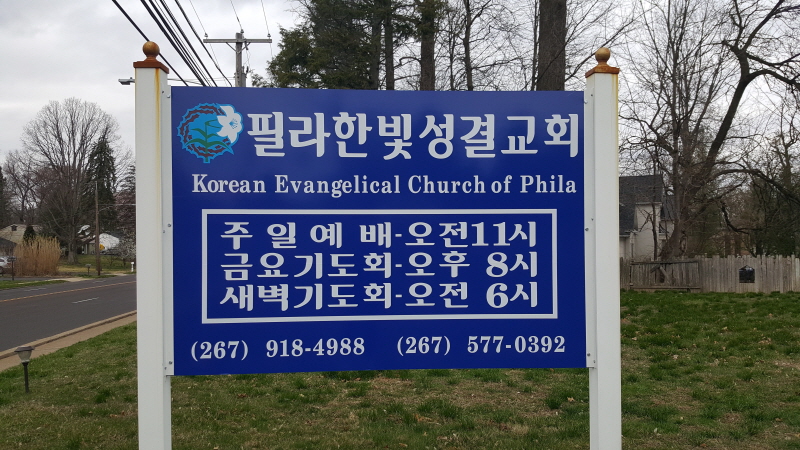 필라한빛성결교회
Korean Evangelical Church of Phila
주일예배-오전11시
금요기도회-오후 8시
새벽기도회-오전 6시
(267) 918-4988 (267) 577-0392